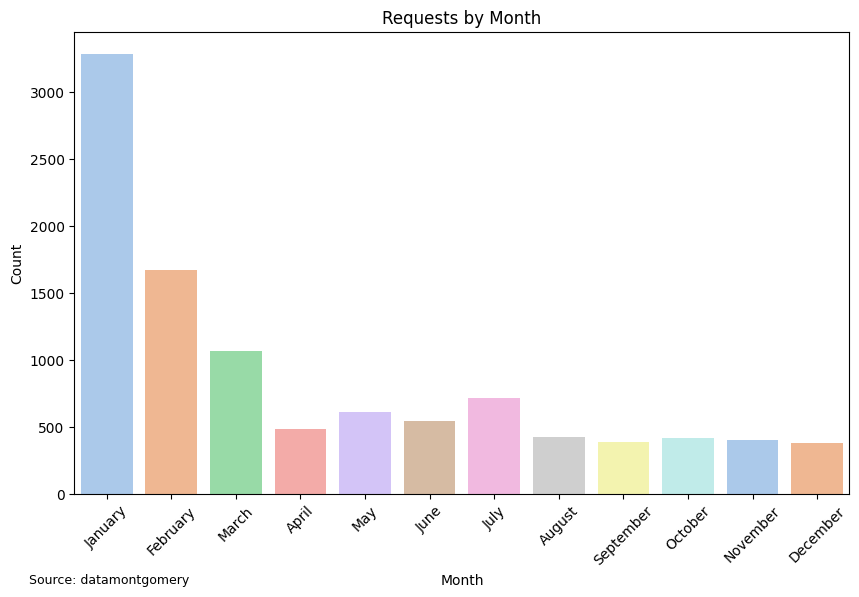 Requests by Month
Count
3000
2500
2000
1500
1000
500
0
January
February
March
April
May
June
July
August
September
October
November
December
Month
Source: datamontgomery